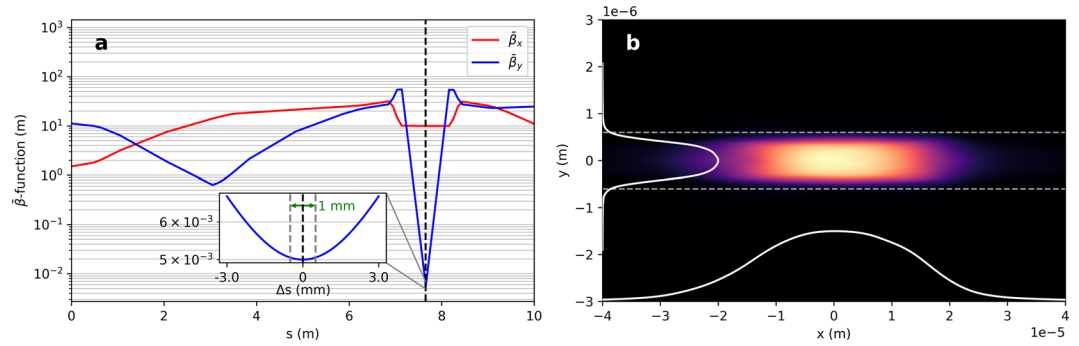 a
β̄x
β̄y
β̄-function (m)
10³
10²
10¹
10⁰
10⁻¹
10⁻²
6 × 10⁻³
5 × 10⁻³
1 mm
-3.0 0 3.0
Δs (mm)
0 2 4 6 8 10
s (m)
1e−6
b
y (m)
3
2
1
0
−1
−2
−3
−4 −3 −2 −1 0 1 2 3 4
x (m)
1e−5